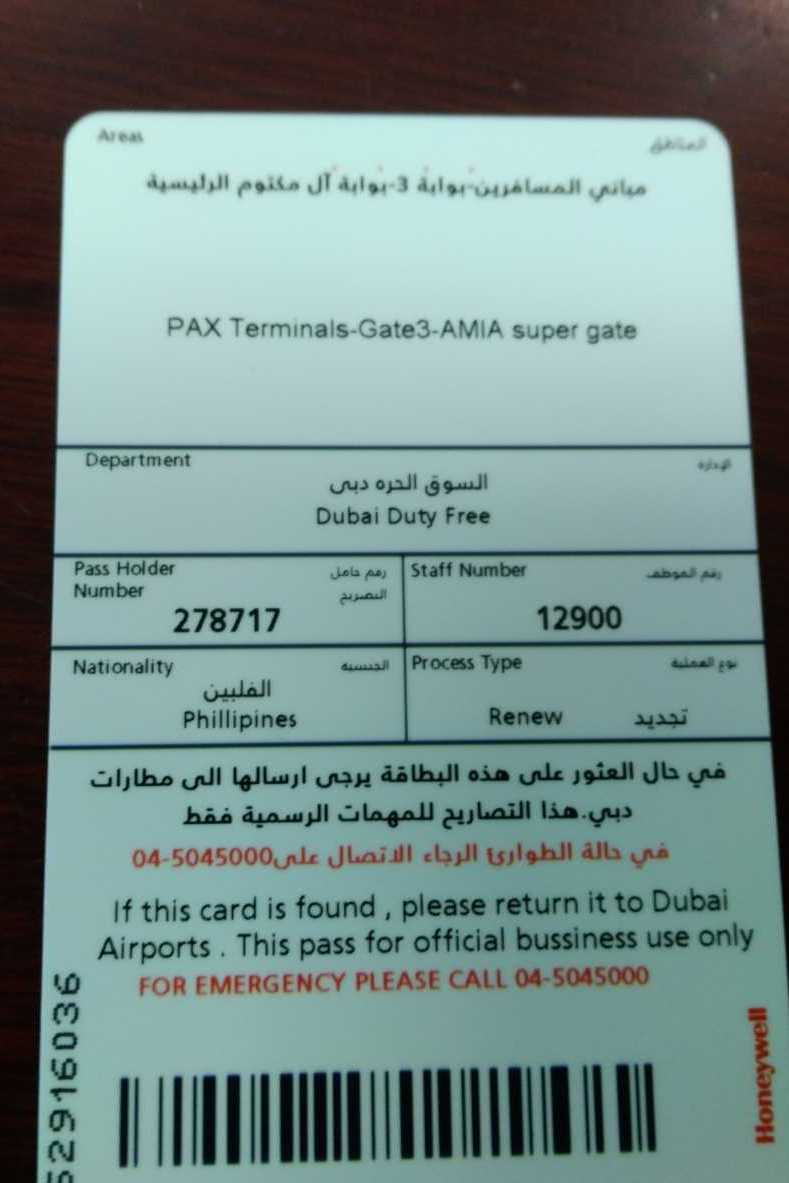 Areas
المناطق
مباني المسافرين-بوابة 3-بوابة آل مكتوم الرئيسية
PAX Terminals-Gate3-AMIA super gate
Department
الإدارة
السوق الحره دبى
Dubai Duty Free
Pass Holder
Number
رقم حامل
التصريح
278717
Staff Number
رقم الموظف
12900
Nationality
الجنسية
الفلبين
Phillipines
Process Type
نوع العملية
Renew تجديد
في حال العثور على هذه البطاقة يرجى ارسالها الى مطارات
دبي.هذا التصاريح للمهمات الرسمية فقط
في حالة الطوارئ الرجاء الاتصال على04-5045000
If this card is found , please return it to Dubai
Airports . This pass for official bussiness use only
FOR EMERGENCY PLEASE CALL 04-5045000
52916036
Honeywell